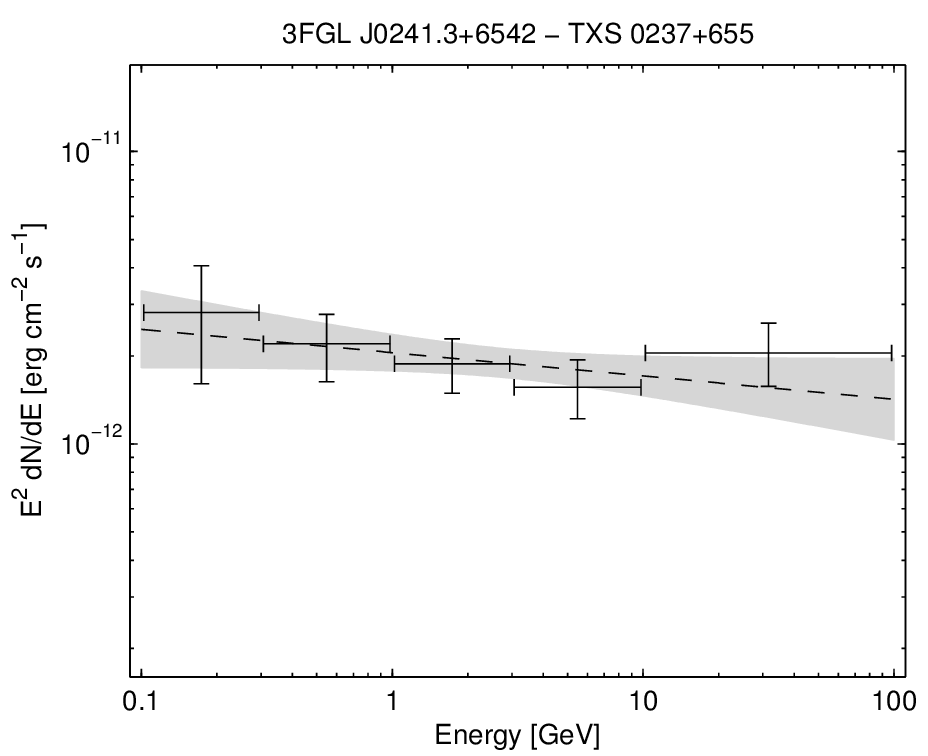 3FGL J0241.3+6542 − TXS 0237+655
10⁻¹¹
10⁻¹²
E² dN/dE [erg cm⁻² s⁻¹]
0.1 1 10 100
Energy [GeV]